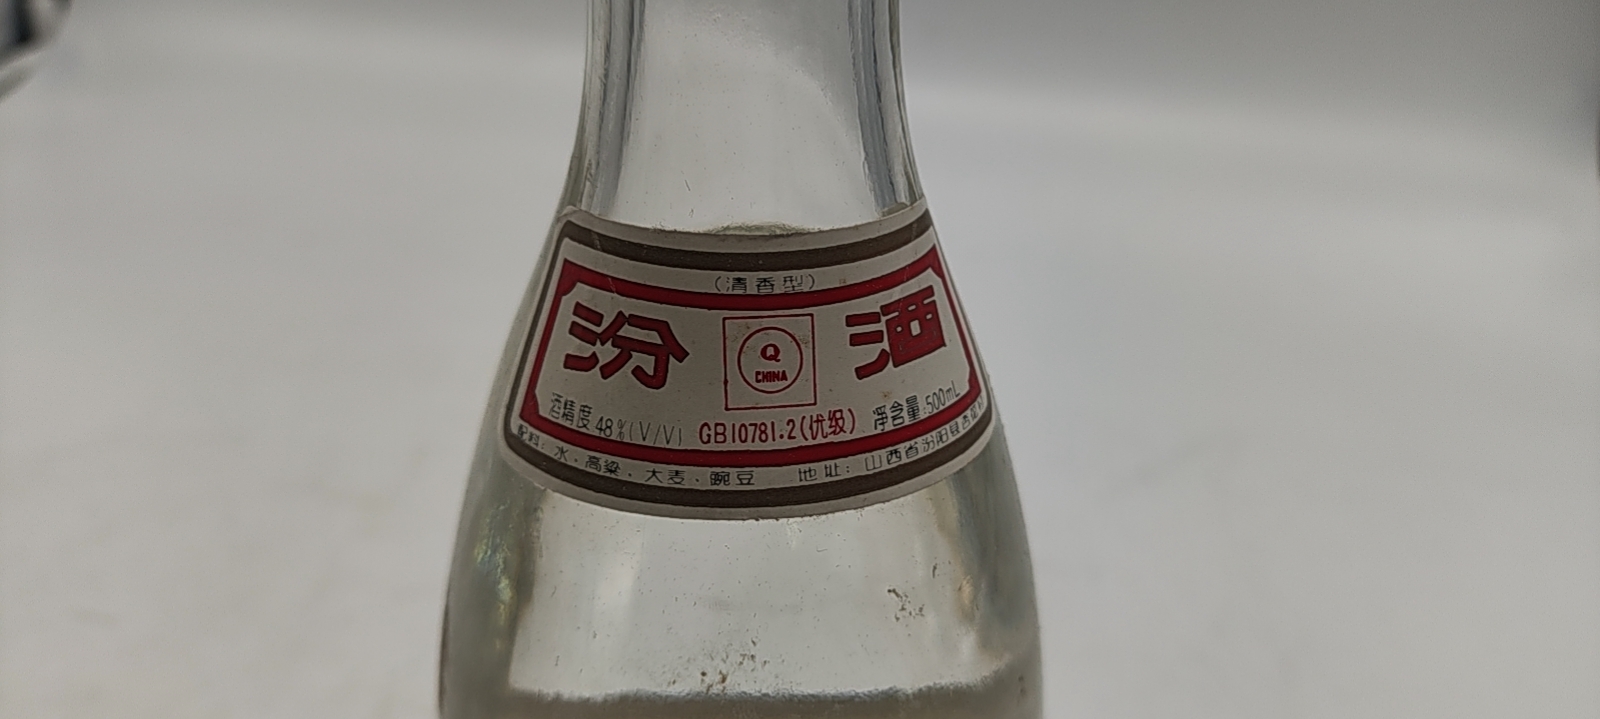 (清香型)
汾 酒
Q
CHINA
酒精度 48%(V/V) GB10781.2(优级) 净含量:500mL
配料: 水·高粱·大麦·豌豆 地址: 山西省汾阳县杏花村